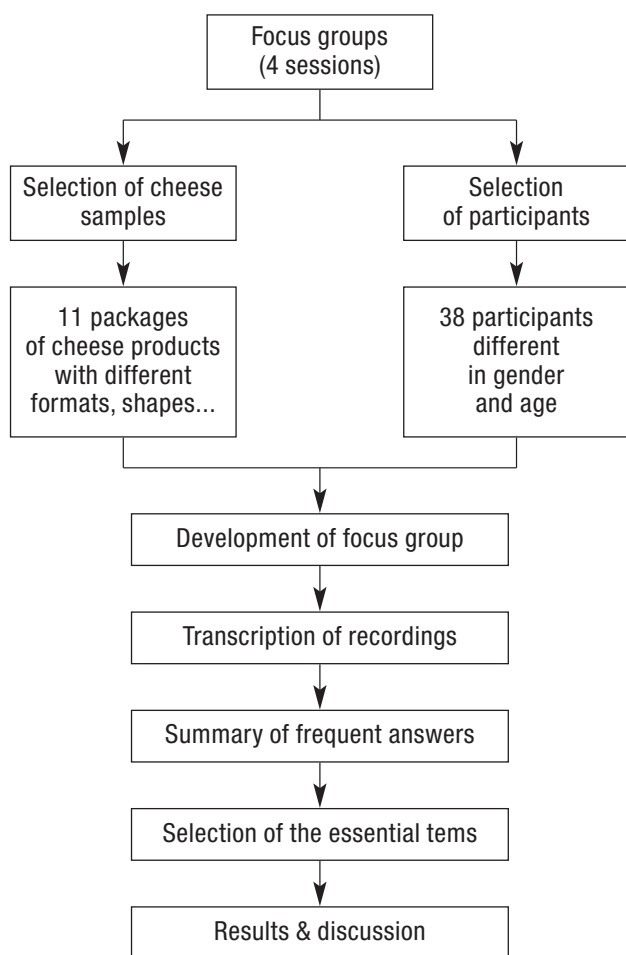 Focus groups
(4 sessions)
Selection of cheese
samples
Selection
of participants
11 packages
of cheese products
with different
formats, shapes...
38 participants
different
in gender
and age
Development of focus group
Transcription of recordings
Summary of frequent answers
Selection of the essential tems
Results & discussion